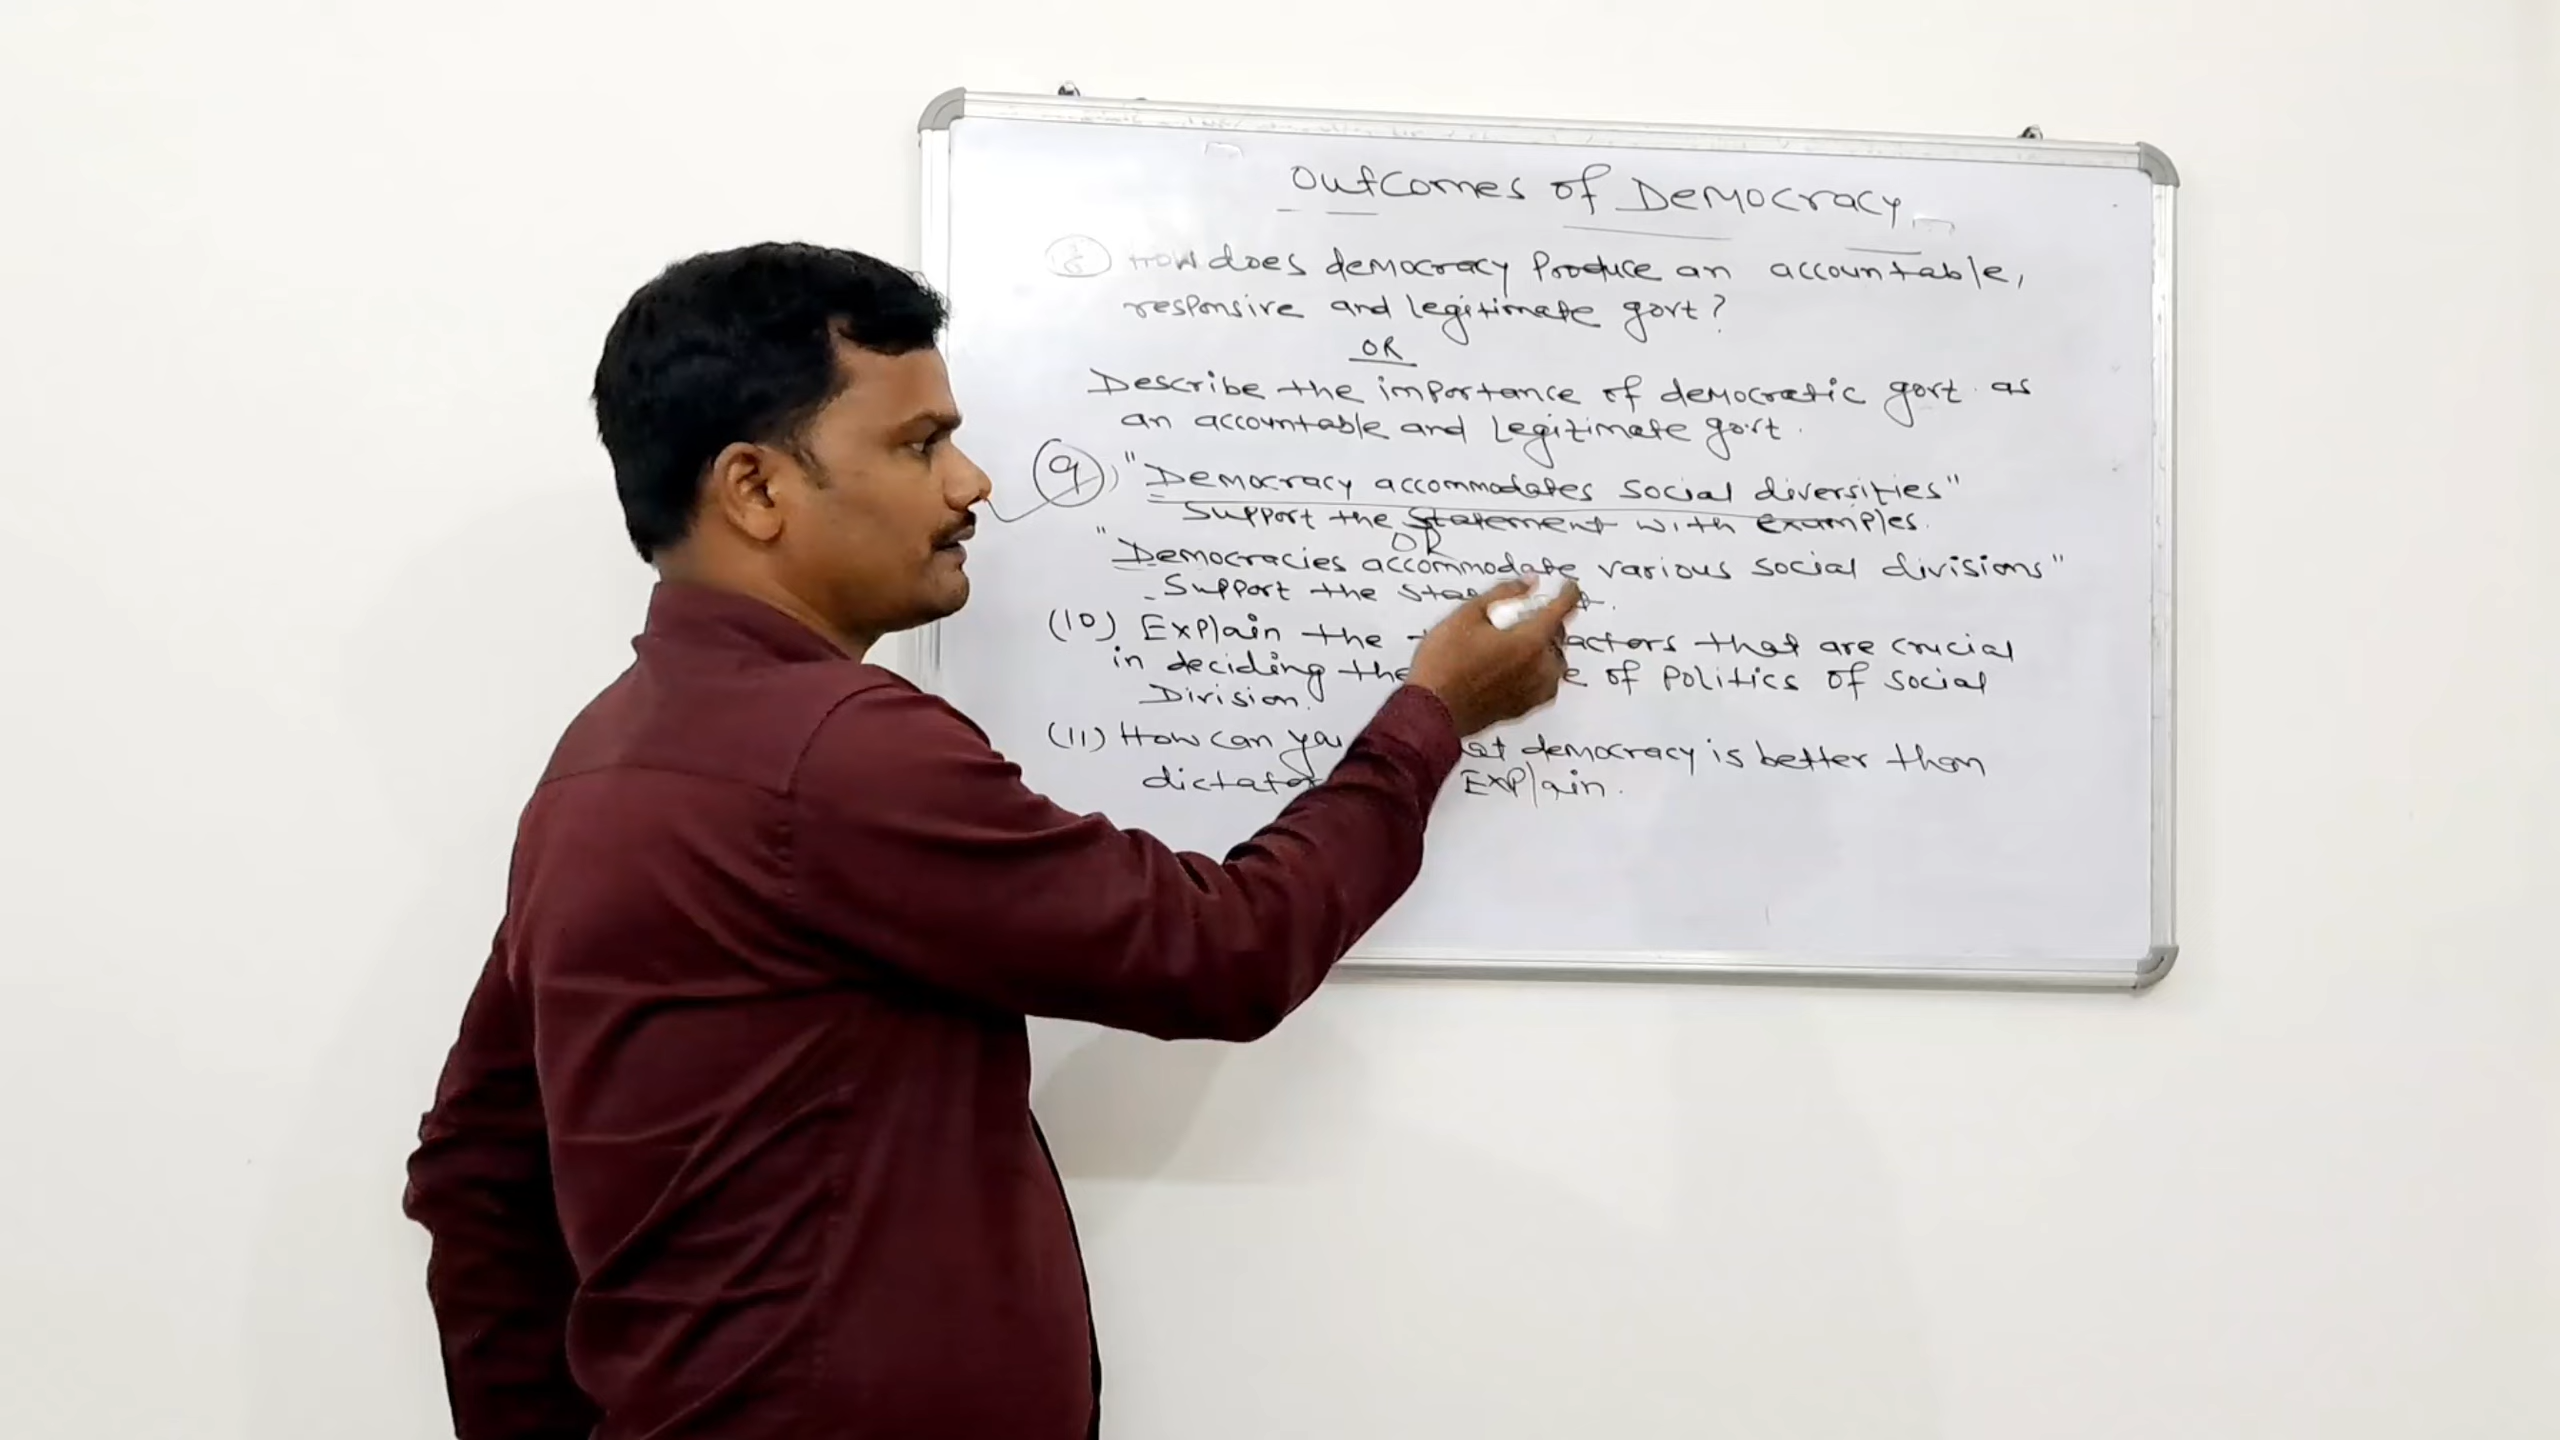 Outcomes of Democracy
How does democracy Produce an accountable,
responsive and legitimate govt?
OR
Describe the importance of democratic govt. as
an accountable and Legitimate govt.
9) "Democracy accommodates social diversities"
Support the statement with examples.
OR
"Democracies accommodate various social divisions"
- Support the
(10) Explain the that are crucial
in deciding the of Politics of social
Division.
(11) How can you democracy is better than
Explain.